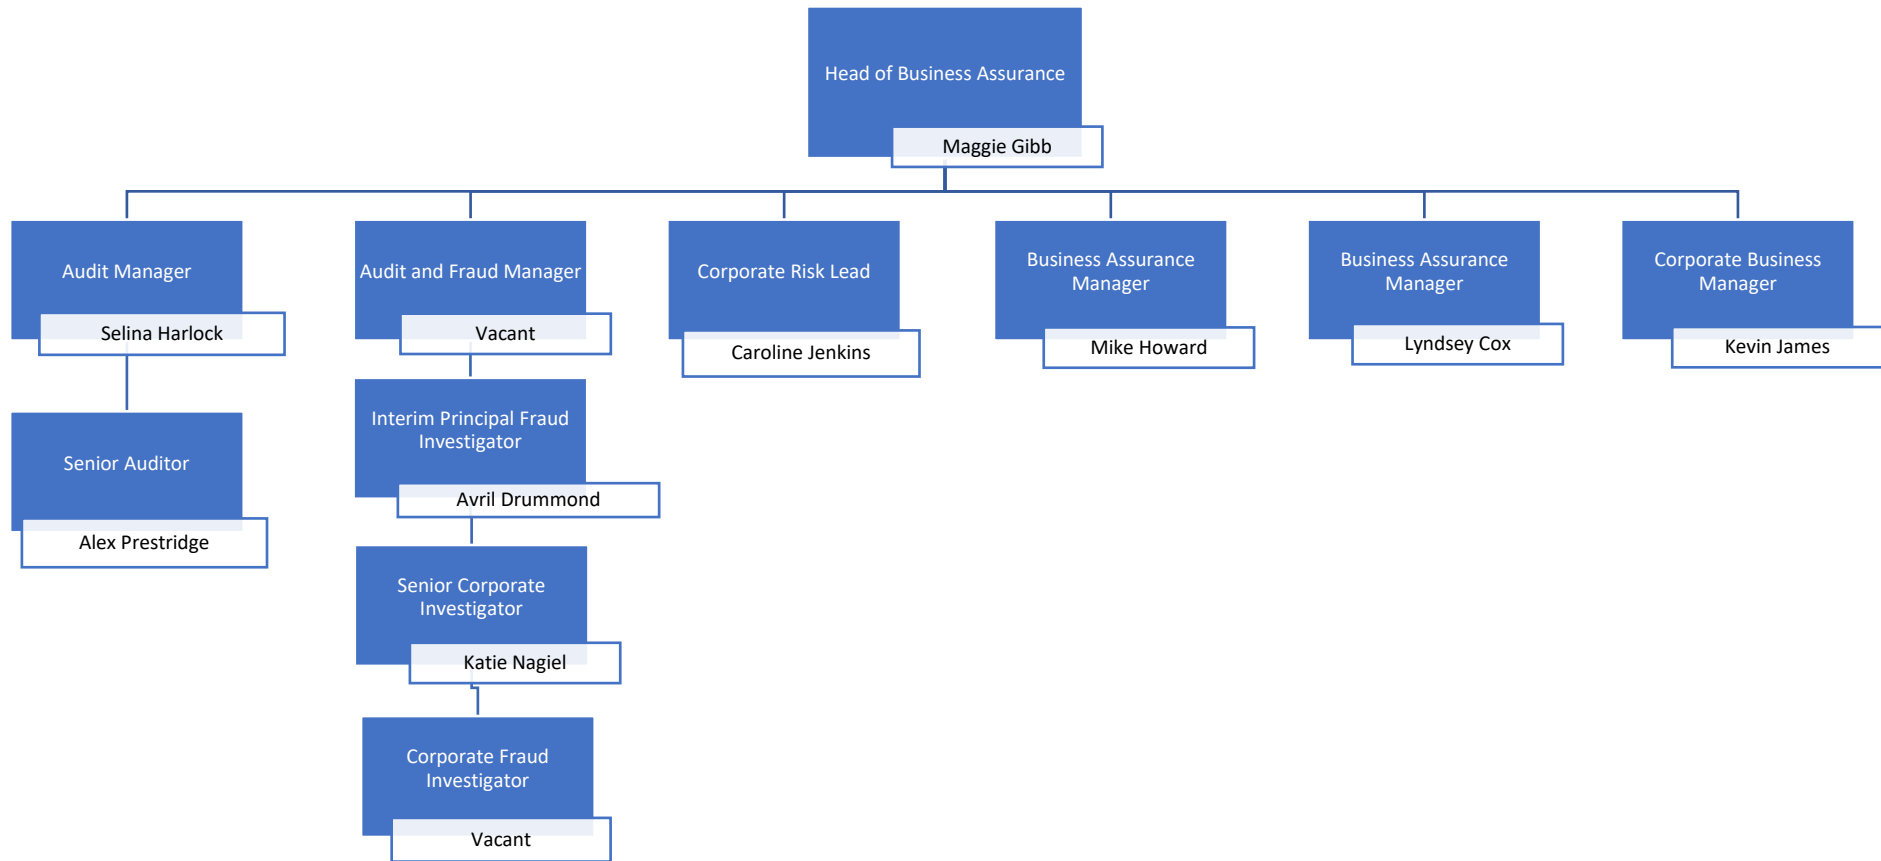 Head of Business Assurance
Maggie Gibb
Audit Manager
Selina Harlock
Audit and Fraud Manager
Vacant
Corporate Risk Lead
Caroline Jenkins
Business Assurance
Manager
Mike Howard
Business Assurance
Manager
Lyndsey Cox
Corporate Business
Manager
Kevin James
Senior Auditor
Alex Prestridge
Interim Principal Fraud
Investigator
Avril Drummond
Senior Corporate
Investigator
Katie Nagiel
Corporate Fraud
Investigator
Vacant